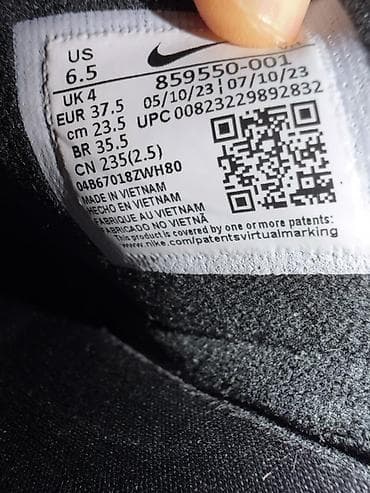 US
6.5
859550-001
UK 4
05/10/23 | 07/10/23
EUR 37.5
UPC 00823229892832
cm 23.5
BR 35.5
CN 235(2.5)
04B67018ZWH80
MADE IN VIETNAM
HECHO EN VIETNAM
FABRIQUE AU VIETNAM
FABRICADO NO VIETNÃ
This product is covered by one or more patents:
www.nike.com/patentsvirtualmarking